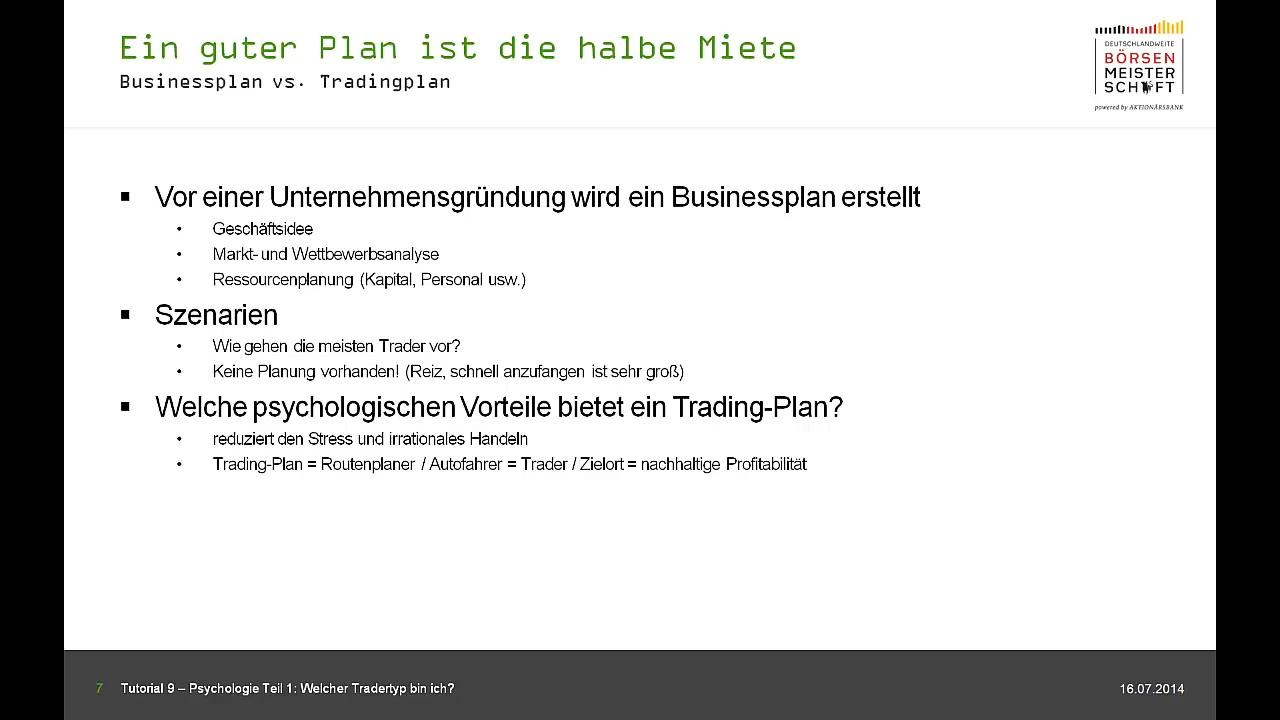 Ein guter Plan ist die halbe Miete
Businessplan vs. Tradingplan
DEUTSCHLANDWEITE
BÖRSEN
MEISTER
SCHAFT
powered by AKTIONÄRSBANK
▪ Vor einer Unternehmensgründung wird ein Businessplan erstellt
• Geschäftsidee
• Markt- und Wettbewerbsanalyse
• Ressourcenplanung (Kapital, Personal usw.)
▪ Szenarien
• Wie gehen die meisten Trader vor?
• Keine Planung vorhanden! (Reiz, schnell anzufangen ist sehr groß)
▪ Welche psychologischen Vorteile bietet ein Trading-Plan?
• reduziert den Stress und irrationales Handeln
• Trading-Plan = Routenplaner / Autofahrer = Trader / Zielort = nachhaltige Profitabilität
7 Tutorial 9 – Psychologie Teil 1: Welcher Tradertyp bin ich? 16.07.2014